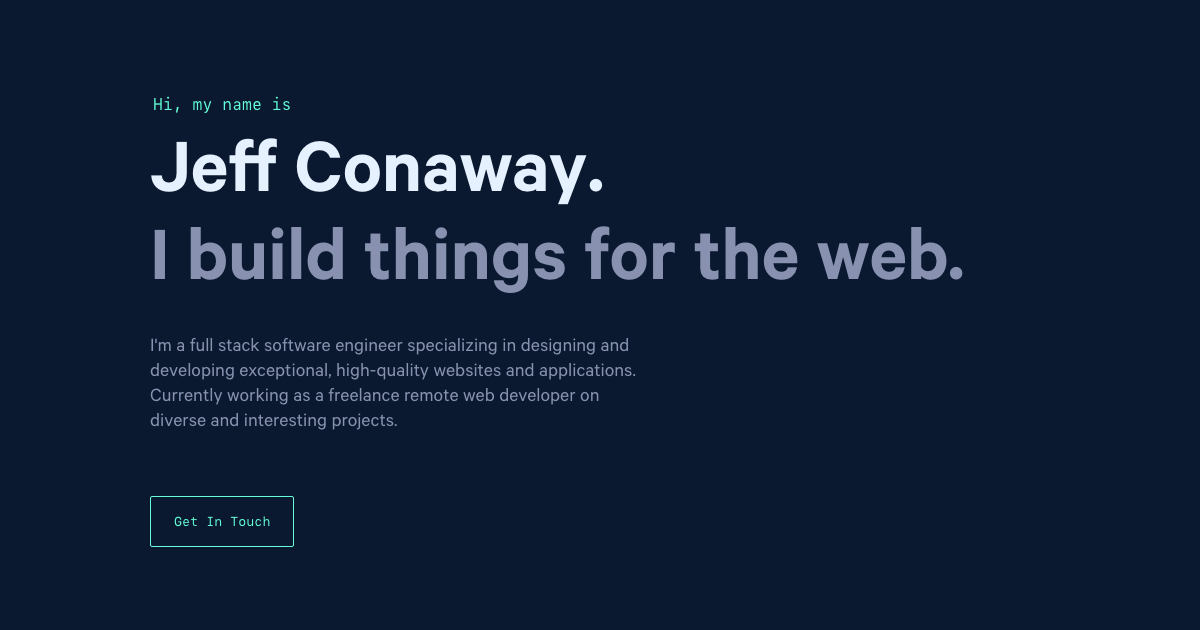 Hi, my name is
Jeff Conaway.
I build things for the web.
I'm a full stack software engineer specializing in designing and
developing exceptional, high-quality websites and applications.
Currently working as a freelance remote web developer on
diverse and interesting projects.
Get In Touch